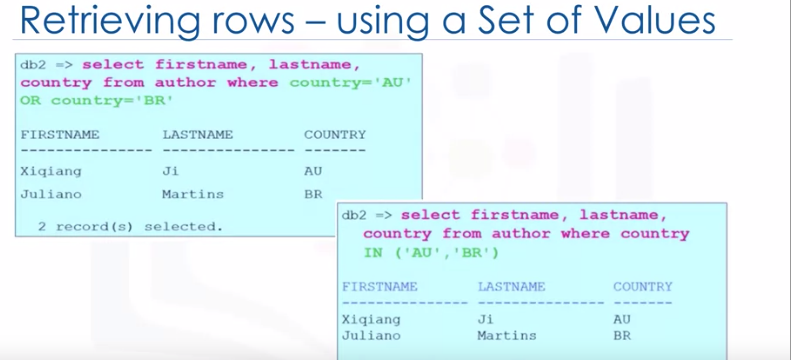 Retrieving rows – using a Set of Values
db2 => select firstname, lastname,
country from author where country='AU'
OR country='BR'
FIRSTNAME LASTNAME COUNTRY
--------------- --------------- -------
Xiqiang Ji AU
Juliano Martins BR
2 record(s) selected.
db2 => select firstname, lastname,
country from author where country
IN ('AU','BR')
FIRSTNAME LASTNAME COUNTRY
--------------- --------------- -------
Xiqiang Ji AU
Juliano Martins BR